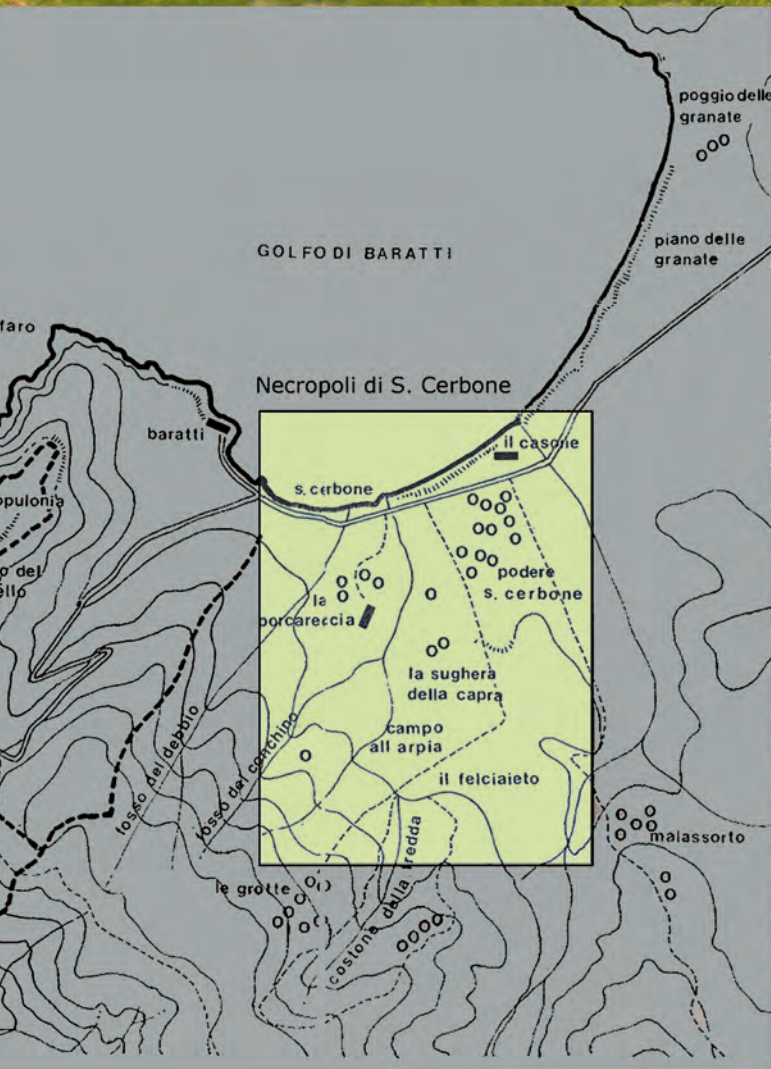 poggio delle
granate
GOLFO DI BARATTI
piano delle
granate
faro
Necropoli di S. Cerbone
baratti
il casone
s. cerbone
opulonia
podere
s. cerbone
la
porcareccia
la sughera
della capra
campo
all arpia
il felciaieto
fosso del debbio
fosso del conchino
malassorto
le grotte
costone della fredda